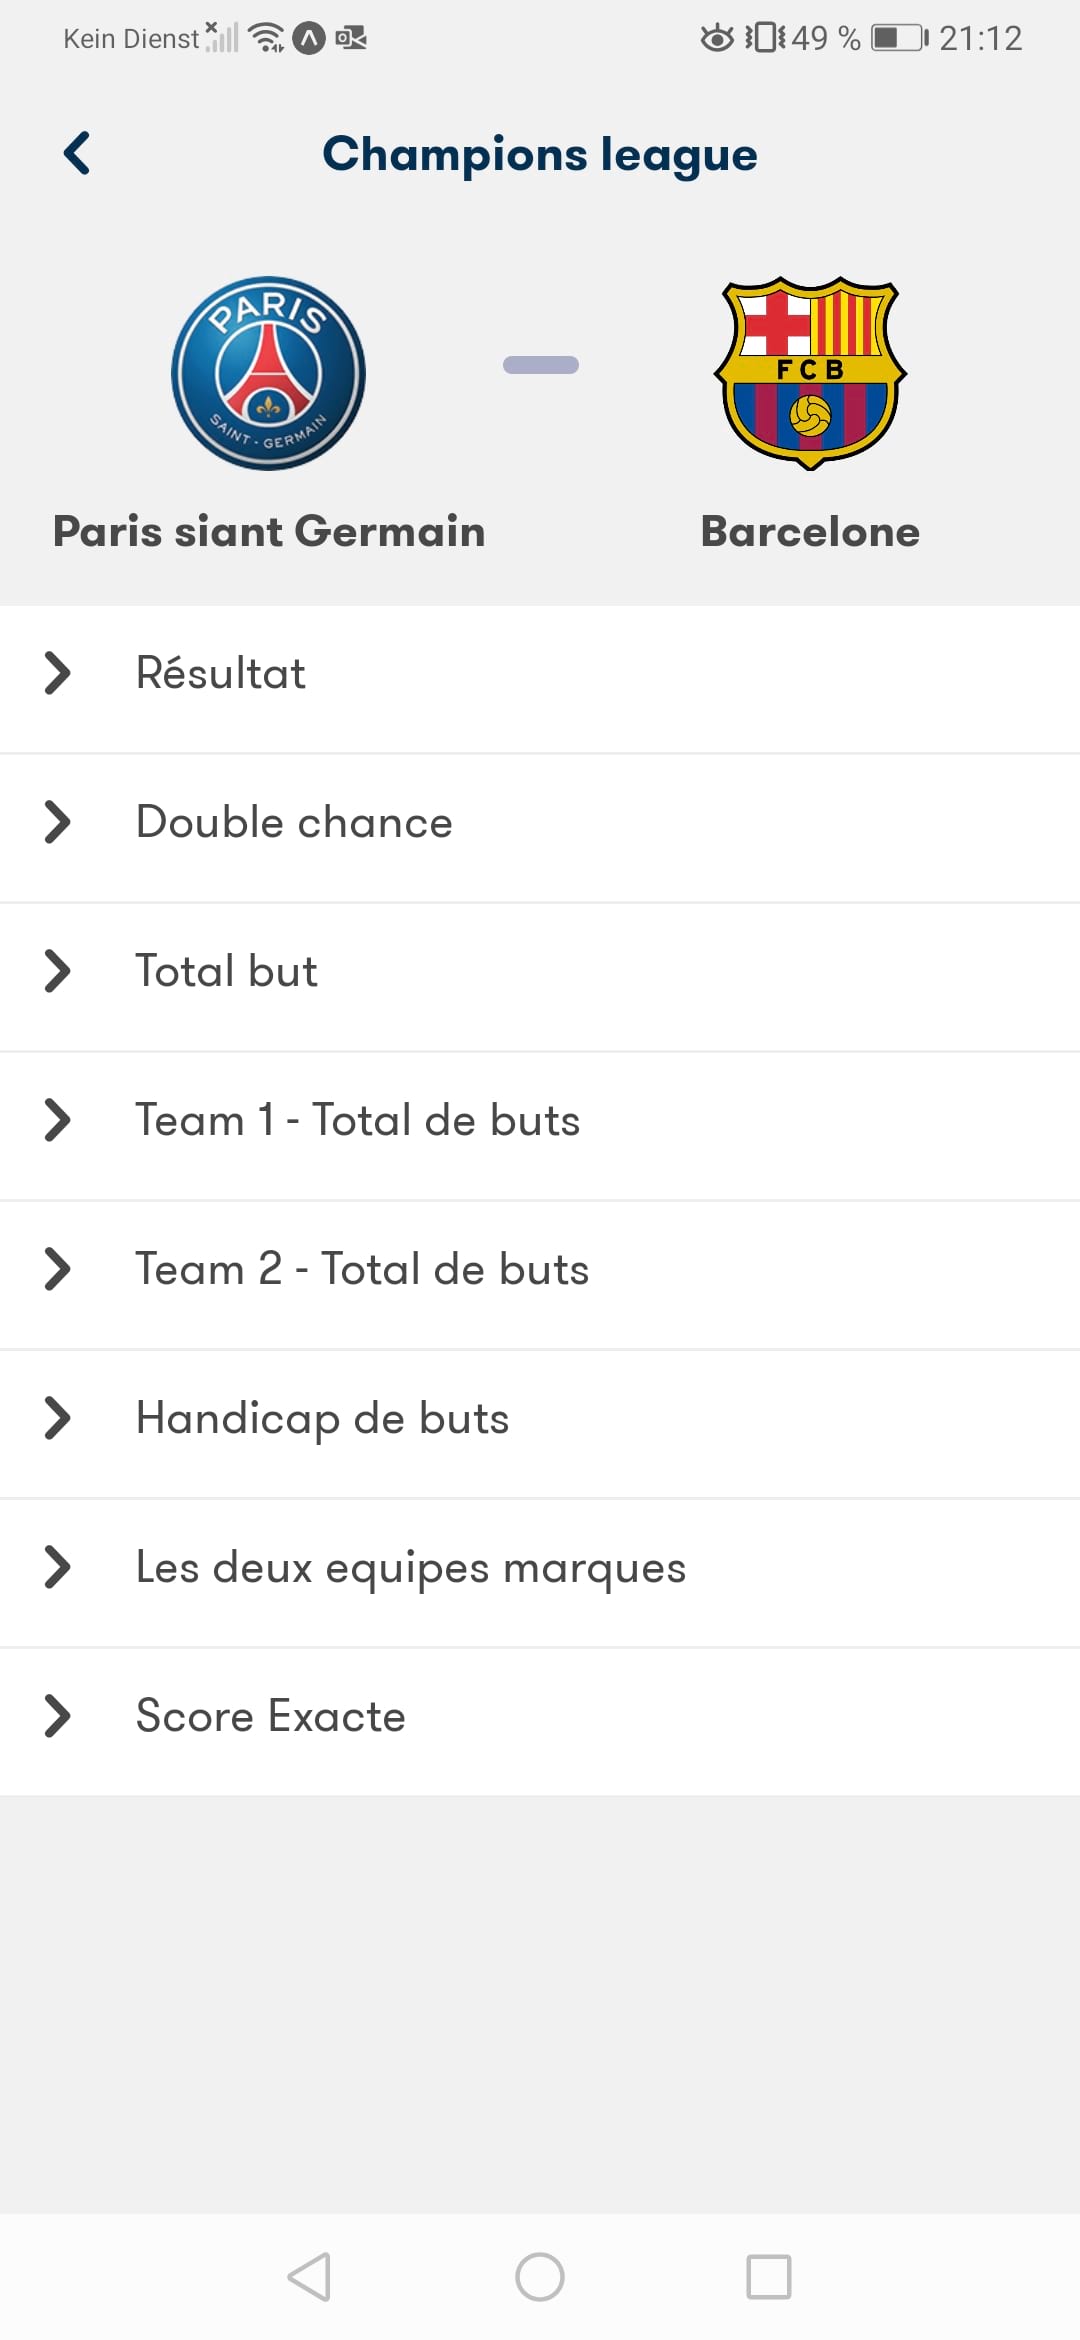 Kein Dienst 49 % 21:12
Champions league
PARIS
SAINT - GERMAIN
FCB
Paris siant Germain Barcelone
Résultat
Double chance
Total but
Team 1 - Total de buts
Team 2 - Total de buts
Handicap de buts
Les deux equipes marques
Score Exacte